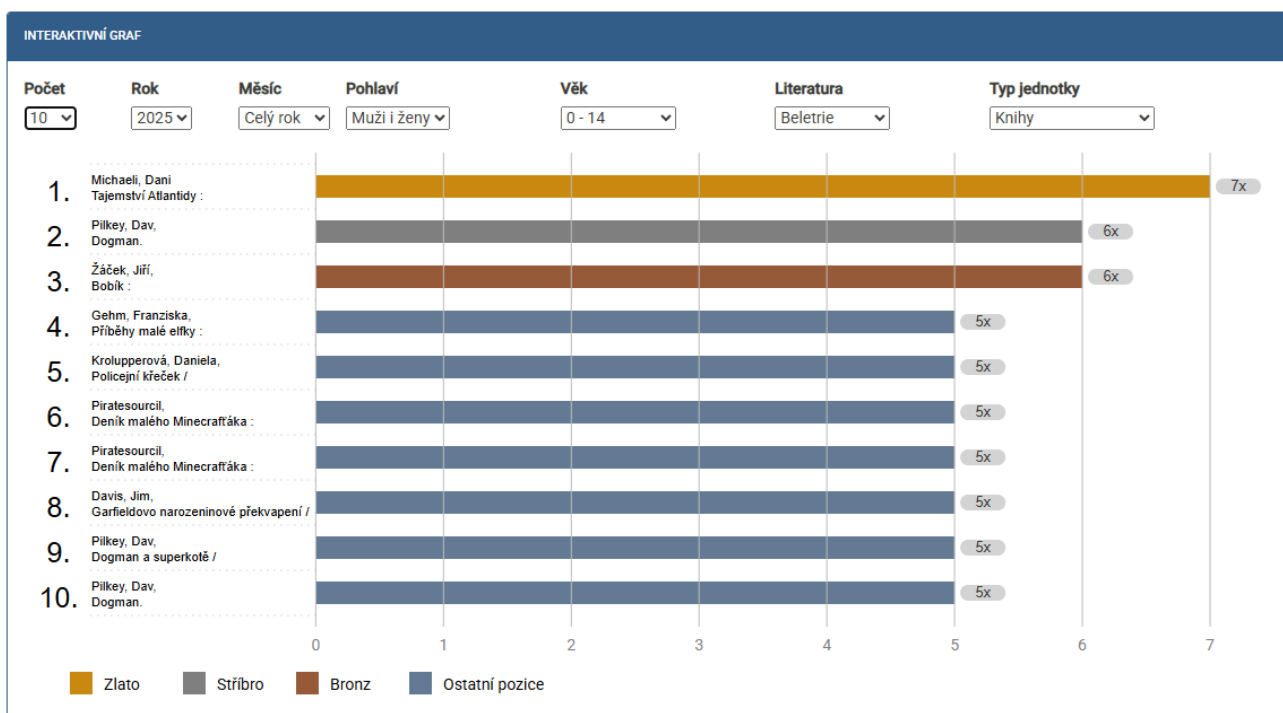 INTERAKTIVNÍ GRAF
Počet Rok Měsíc Pohlaví Věk Literatura Typ jednotky
10 2025 Celý rok Muži i ženy 0 - 14 Beletrie Knihy
1. Michaeli, Dani
Tajemství Atlantidy :
7x
2. Pilkey, Dav,
Dogman.
6x
3. Žáček, Jiří,
Bobík :
6x
4. Gehm, Franziska,
Příběhy malé elfky :
5x
5. Krolupperová, Daniela,
Policejní křeček /
5x
6. Piratesourcil,
Deník malého Minecrafťáka :
5x
7. Piratesourcil,
Deník malého Minecrafťáka :
5x
8. Davis, Jim,
Garfieldovo narozeninové překvapení /
5x
9. Pilkey, Dav,
Dogman a superkotě /
5x
10. Pilkey, Dav,
Dogman.
5x
0 1 2 3 4 5 6 7
Zlato Stříbro Bronz Ostatní pozice